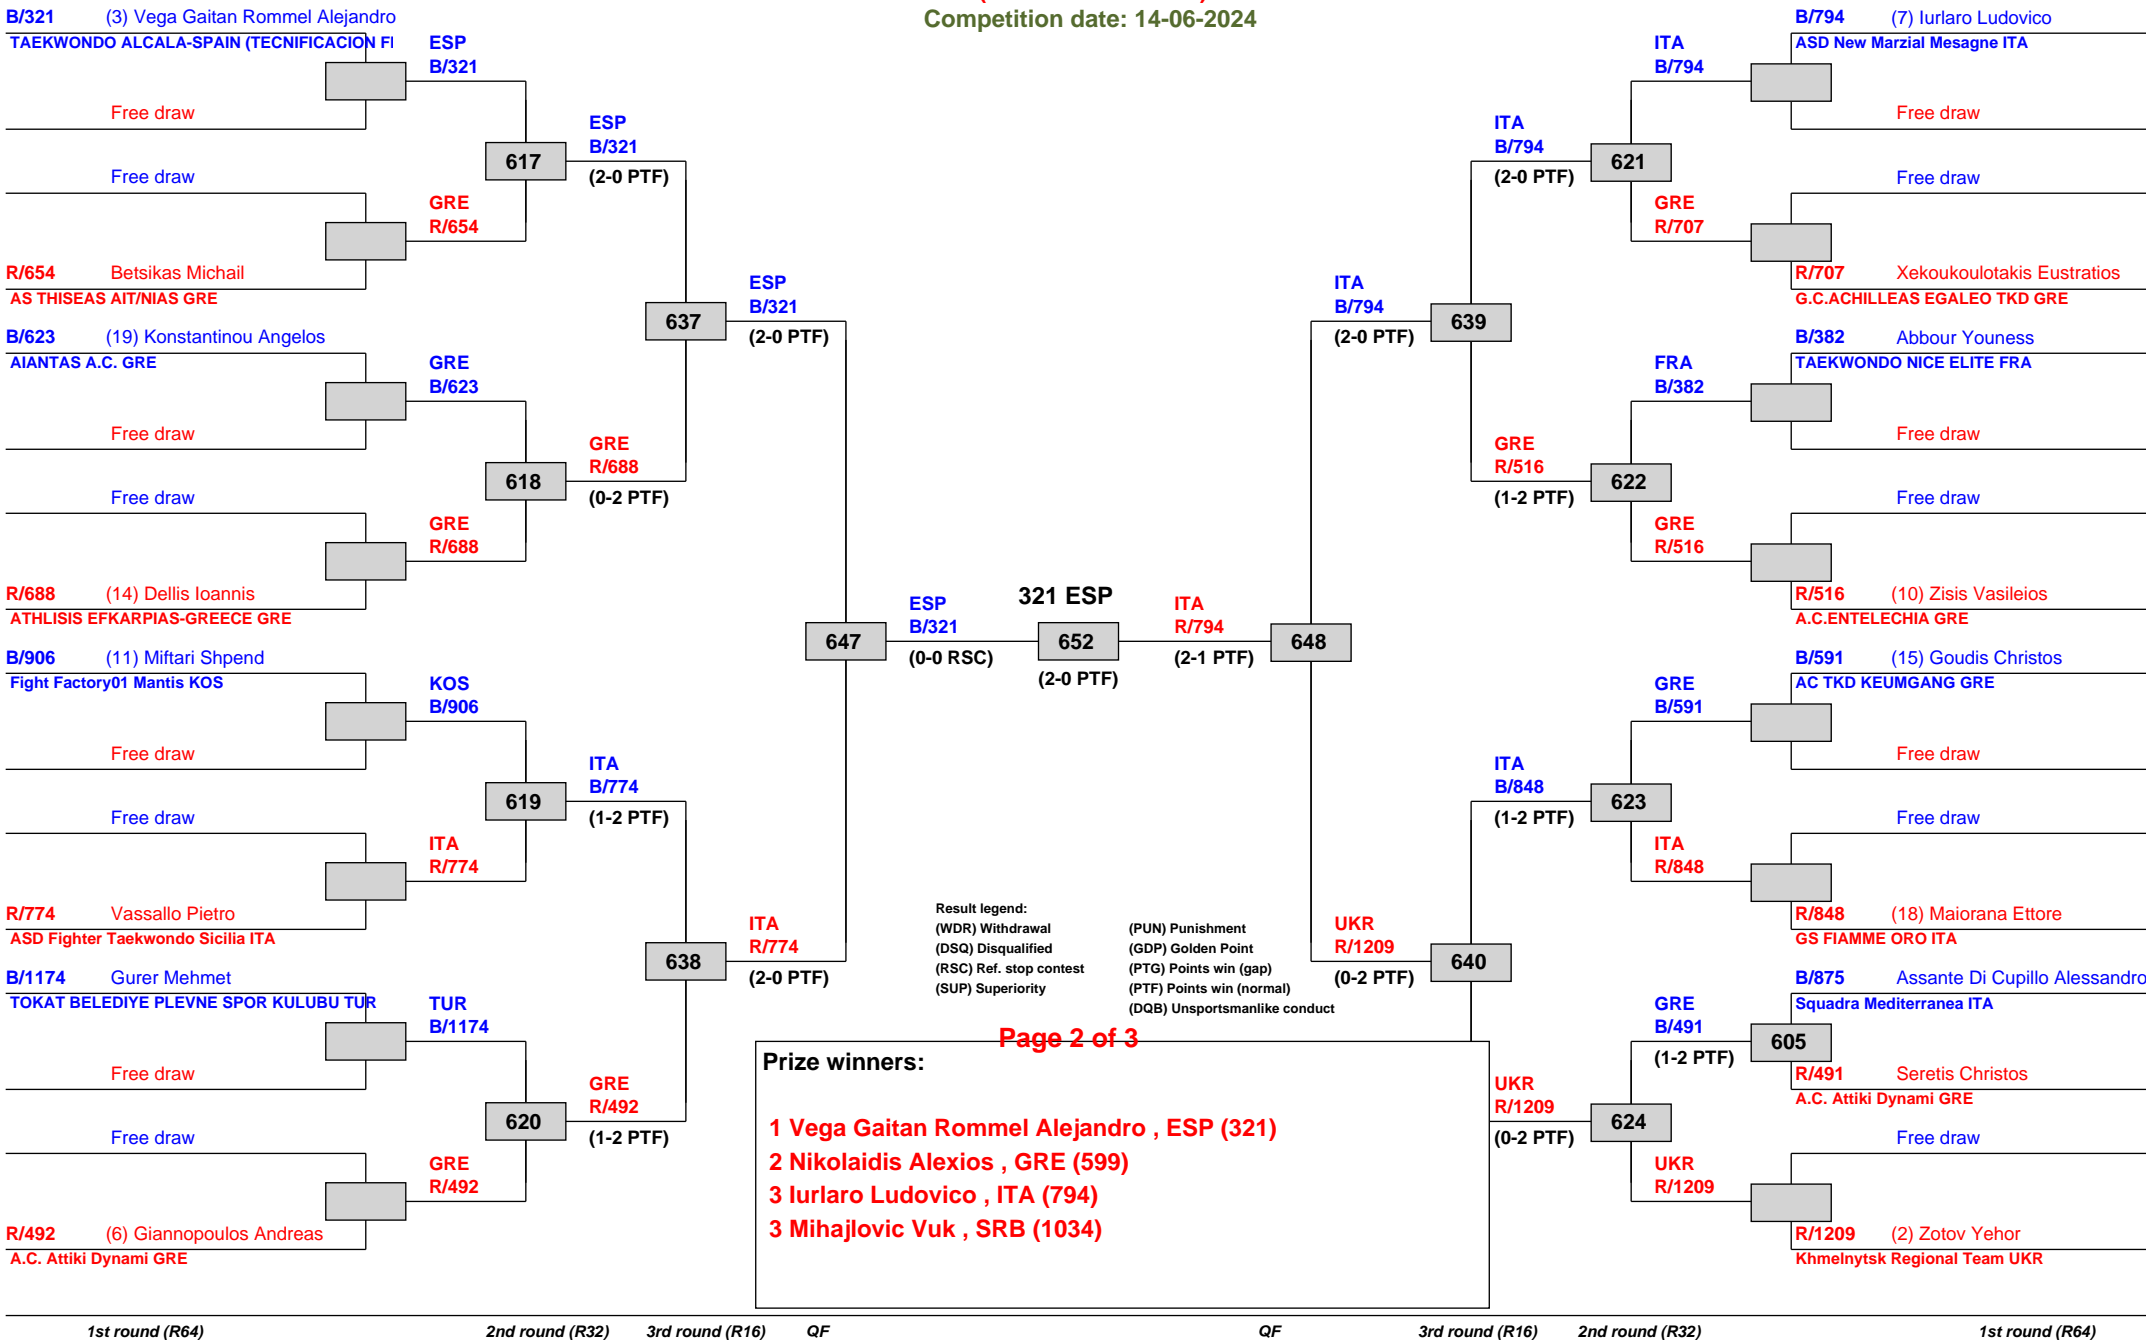 Competition date: 14-06-2024
B/321 (3) Vega Gaitan Rommel Alejandro
TAEKWONDO ALCALA-SPAIN (TECNIFICACION
ESP
B/321
Free draw
ESP
B/321
617
(2-0 PTF)
Free draw
GRE
R/654
R/654 Betsikas Michail
AS THISEAS AIT/NIAS GRE
ESP
B/321
637
(2-0 PTF)
B/623 (19) Konstantinou Angelos
AIANTAS A.C. GRE
GRE
B/623
Free draw
GRE
R/688
618
(0-2 PTF)
Free draw
GRE
R/688
R/688 (14) Dellis Ioannis
ATHLISIS EFKARPIAS-GREECE GRE
ESP
B/321
647
(0-0 RSC)
321 ESP
652
(2-0 PTF)
B/906 (11) Miftari Shpend
Fight Factory01 Mantis KOS
KOS
B/906
Free draw
ITA
B/774
619
(1-2 PTF)
Free draw
ITA
R/774
R/774 Vassallo Pietro
ASD Fighter Taekwondo Sicilia ITA
ITA
R/774
638
(2-0 PTF)
B/1174 Gurer Mehmet
TOKAT BELEDIYE PLEVNE SPOR KULUBU TUR
TUR
B/1174
Free draw
GRE
R/492
620
(1-2 PTF)
Free draw
GRE
R/492
R/492 (6) Giannopoulos Andreas
A.C. Attiki Dynami GRE
B/794 (7) Iurlaro Ludovico
ASD New Marzial Mesagne ITA
ITA
B/794
Free draw
ITA
B/794
621
(2-0 PTF)
Free draw
GRE
R/707
R/707 Xekoukoulotakis Eustratios
G.C.ACHILLEAS EGALEO TKD GRE
ITA
B/794
639
(2-0 PTF)
B/382 Abbour Youness
TAEKWONDO NICE ELITE FRA
FRA
B/382
Free draw
GRE
R/516
622
(1-2 PTF)
Free draw
GRE
R/516
R/516 (10) Zisis Vasileios
A.C.ENTELECHIA GRE
ITA
R/794
648
(2-1 PTF)
B/591 (15) Goudis Christos
AC TKD KEUMGANG GRE
GRE
B/591
Free draw
ITA
B/848
623
(1-2 PTF)
Free draw
ITA
R/848
R/848 (18) Maiorana Ettore
GS FIAMME ORO ITA
UKR
R/1209
640
(0-2 PTF)
B/875 Assante Di Cupillo Alessandro
Squadra Mediterranea ITA
GRE
B/491
605
(1-2 PTF)
R/491 Seretis Christos
A.C. Attiki Dynami GRE
UKR
R/1209
624
(0-2 PTF)
Free draw
UKR
R/1209
R/1209 (2) Zotov Yehor
Khmelnytsk Regional Team UKR
Result legend:
(WDR) Withdrawal (PUN) Punishment
(DSQ) Disqualified (GDP) Golden Point
(RSC) Ref. stop contest (PTG) Points win (gap)
(SUP) Superiority (PTF) Points win (normal)
(DQB) Unsportsmanlike conduct
Page 2 of 3
Prize winners:
1 Vega Gaitan Rommel Alejandro , ESP (321)
2 Nikolaidis Alexios , GRE (599)
3 Iurlaro Ludovico , ITA (794)
3 Mihajlovic Vuk , SRB (1034)
1st round (R64) 2nd round (R32) 3rd round (R16) QF QF 3rd round (R16) 2nd round (R32) 1st round (R64)